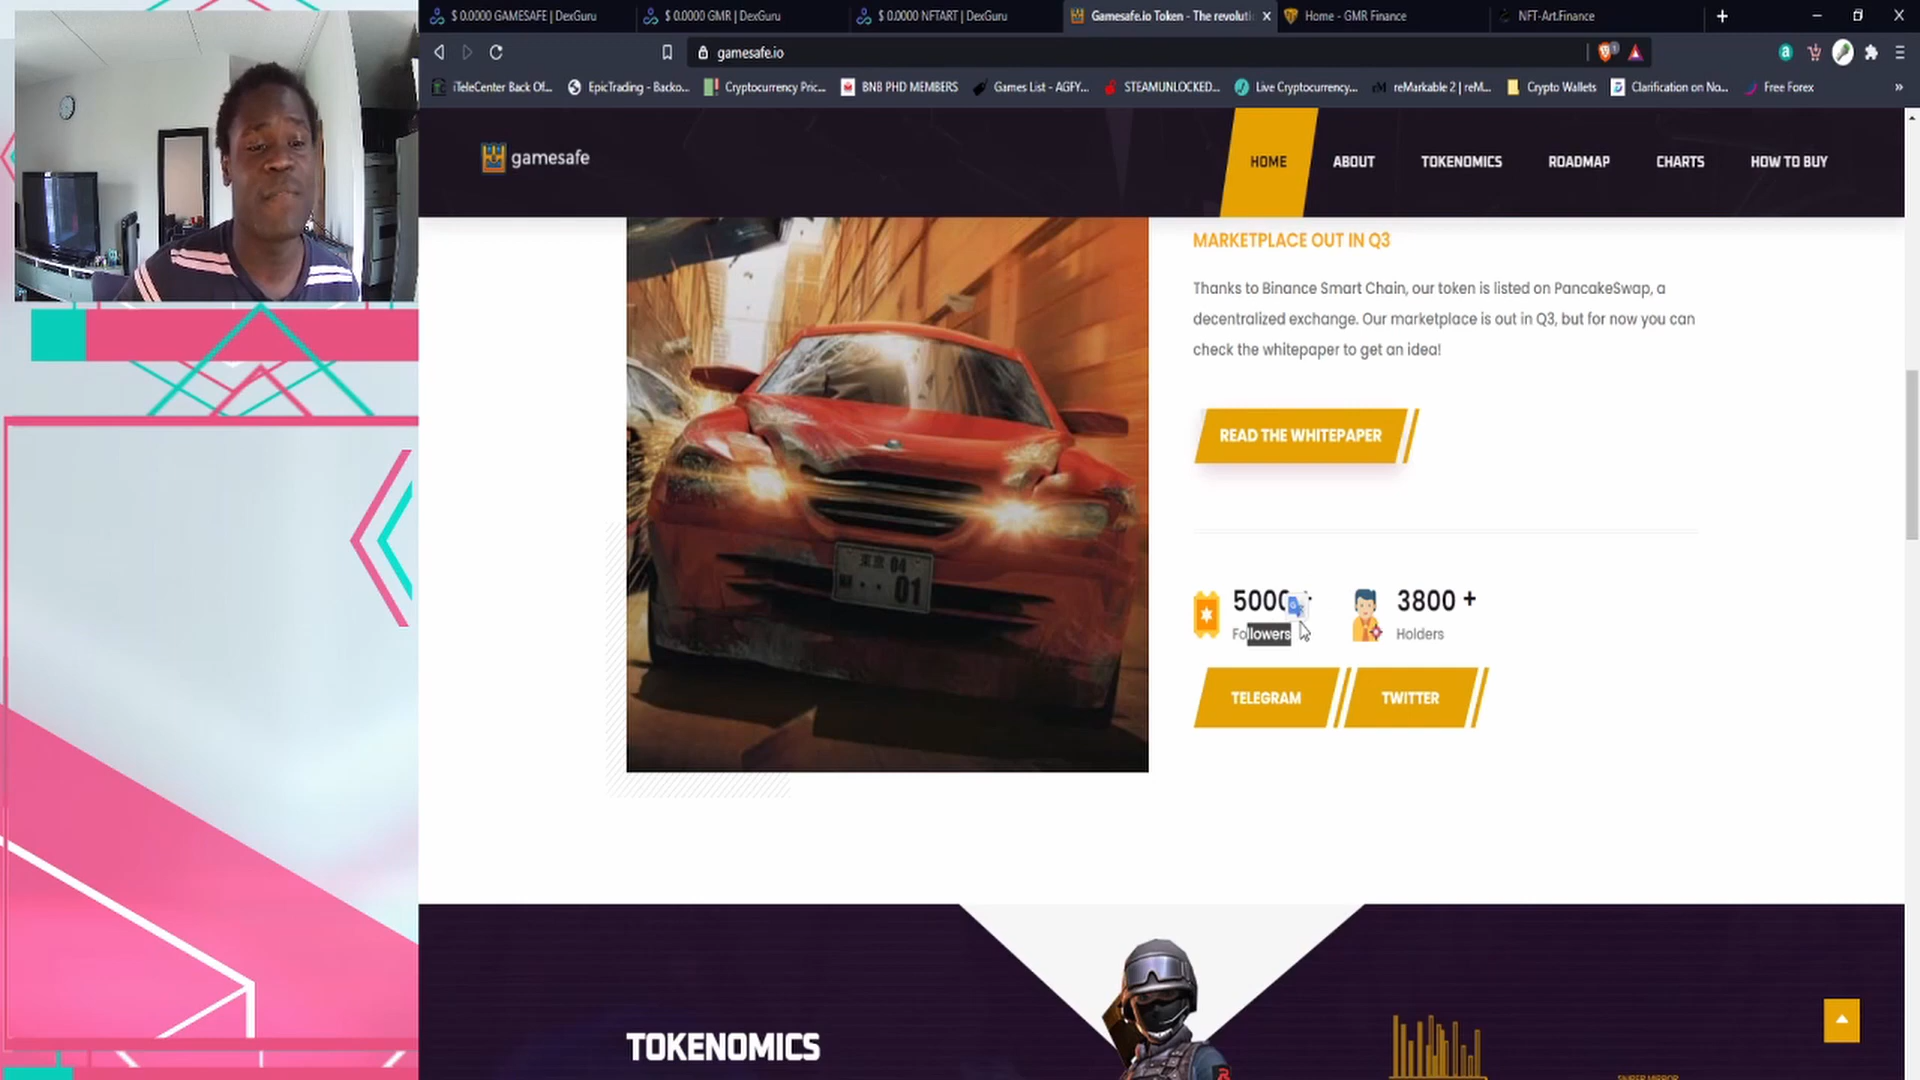 $ 0.0000 GAMESAFE | DexGuru
$ 0.0000 GMR | DexGuru
$ 0.0000 NFTART | DexGuru
Gamesafe.io Token - The revoluti
Home - GMR Finance
NFT-Art.Finance
gamesafe.io
iTeleCenter Back Of...
EpicTrading - Backo...
Cryptocurrency Pric...
BNB PHD MEMBERS
Games List - AGFY...
STEAMUNLOCKED...
Live Cryptocurrency...
reMarkable 2 | reM...
Crypto Wallets
Clarification on No...
Free Forex
gamesafe
HOME
ABOUT
TOKENOMICS
ROADMAP
CHARTS
HOW TO BUY
MARKETPLACE OUT IN Q3
Thanks to Binance Smart Chain, our token is listed on PancakeSwap, a
decentralized exchange. Our marketplace is out in Q3, but for now you can
check the whitepaper to get an idea!
READ THE WHITEPAPER
東京 04
01
5000 +
Followers
3800 +
Holders
TELEGRAM
TWITTER
TOKENOMICS